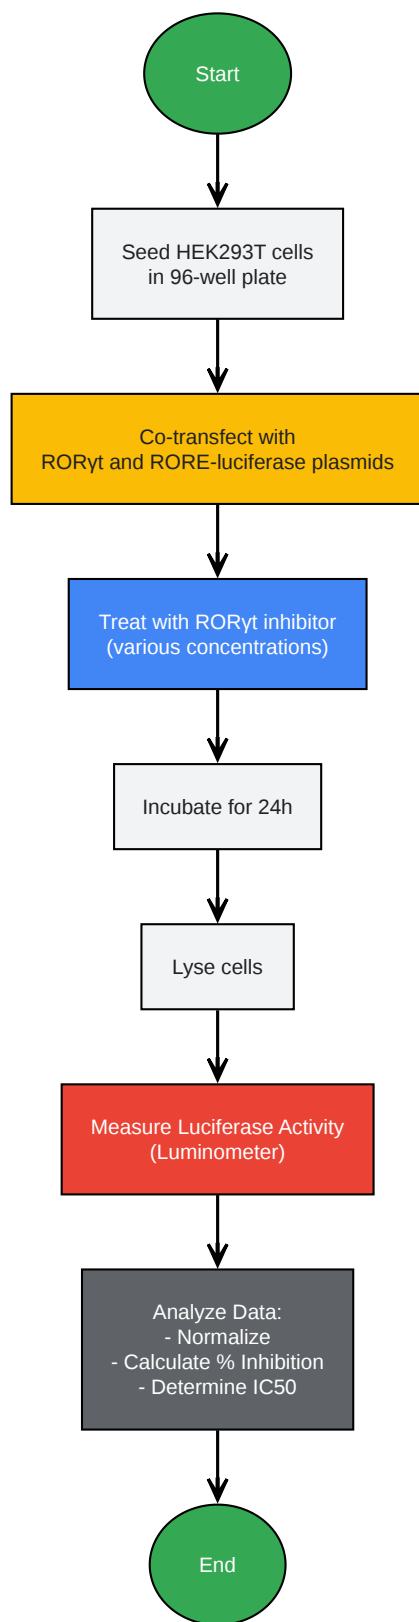 Start
Seed HEK293T cells
in 96-well plate
Co-transfect with
RORγt and RORE-luciferase plasmids
Treat with RORγt inhibitor
(various concentrations)
Incubate for 24h
Lyse cells
Measure Luciferase Activity
(Luminometer)
Analyze Data:
- Normalize
- Calculate % Inhibition
- Determine IC50
End